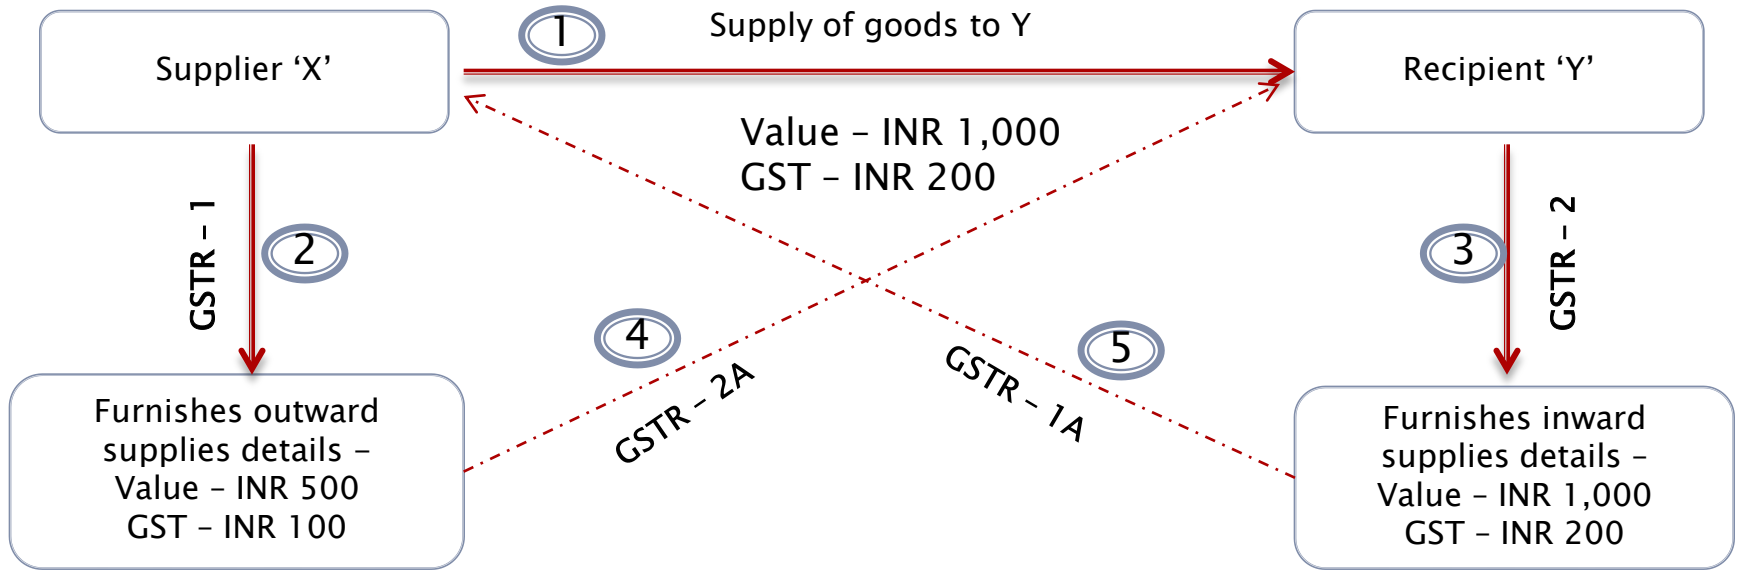 1
Supply of goods to Y
Supplier ‘X’
Recipient ‘Y’
Value – INR 1,000
GST – INR 200
GSTR – 1
2
3
GSTR – 2
4
5
GSTR – 2A
GSTR – 1A
Furnishes outward
supplies details –
Value – INR 500
GST – INR 100
Furnishes inward
supplies details –
Value – INR 1,000
GST – INR 200